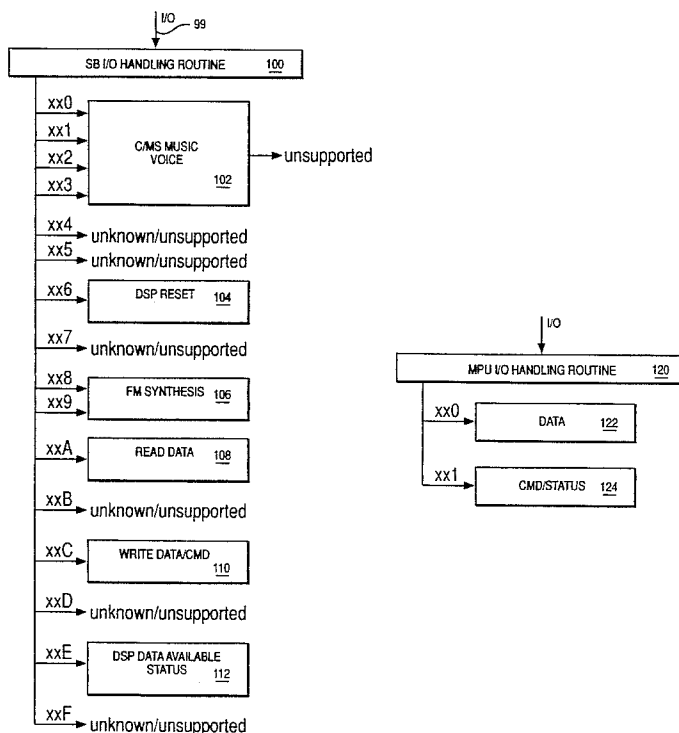 I/O
99
SB I/O HANDLING ROUTINE 100
xx0
xx1
xx2
xx3
C/MS MUSIC
VOICE
102
unsupported
xx4
unknown/unsupported
xx5
unknown/unsupported
xx6
DSP RESET 104
xx7
unknown/unsupported
xx8
xx9
FM SYNTHESIS 106
xxA
READ DATA 108
xxB
unknown/unsupported
xxC
WRITE DATA/CMD
110
xxD
unknown/unsupported
xxE
DSP DATA AVAILABLE
STATUS 112
xxF
unknown/unsupported
I/O
MPU I/O HANDLING ROUTINE 120
xx0
DATA 122
xx1
CMD/STATUS 124